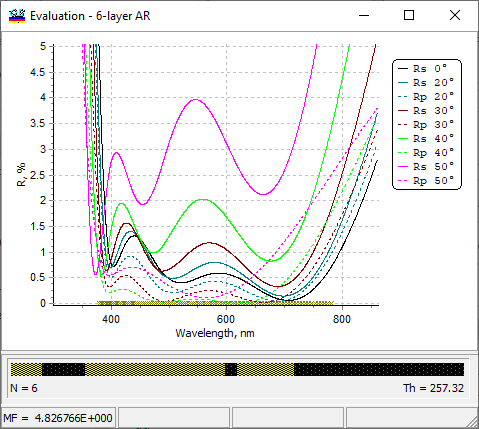 Evaluation - 6-layer AR
5
4.5
4
3.5
3
2.5
2
1.5
1
0.5
0
R, %
400
600
800
Wavelength, nm
Rs 0°
Rs 20°
Rp 20°
Rs 30°
Rp 30°
Rs 40°
Rp 40°
Rs 50°
Rp 50°
N = 6
Th = 257.32
MF = 4.826766E+000